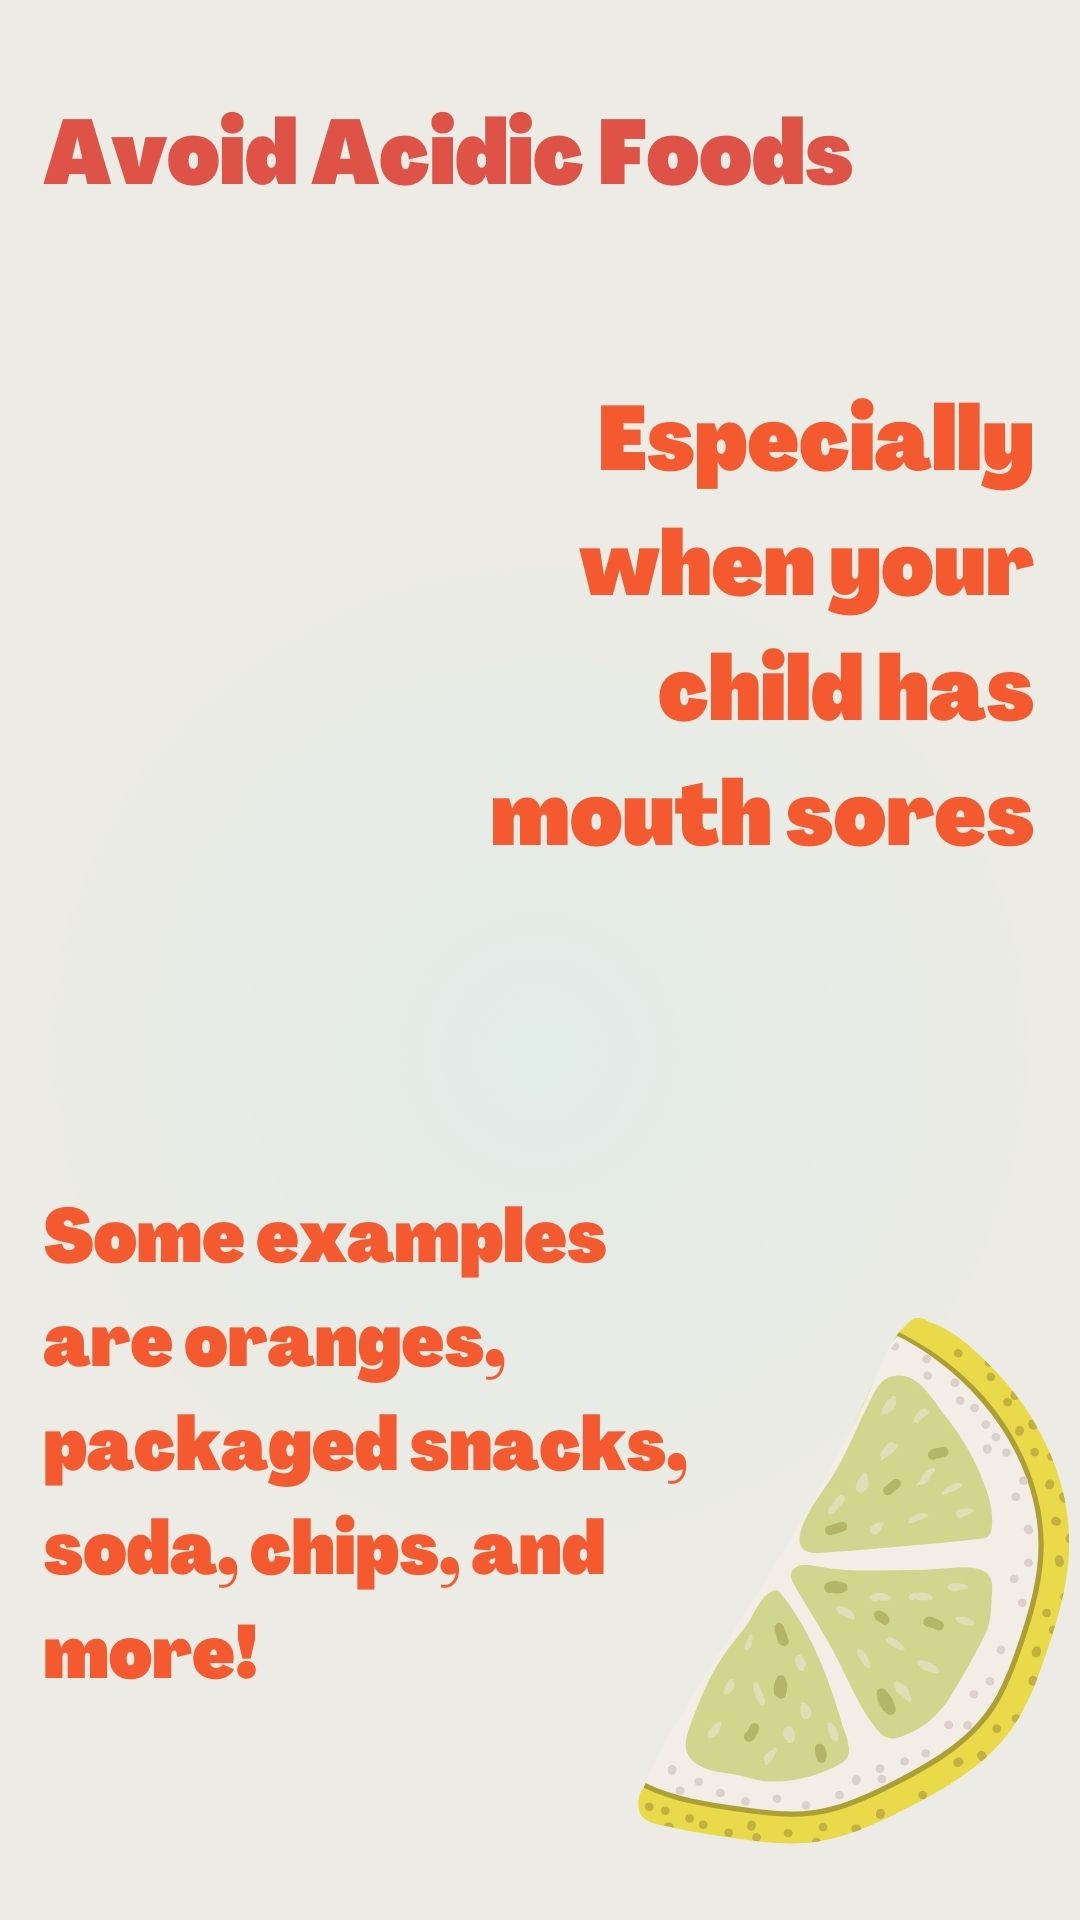 Avoid Acidic Foods
Especially
when your
child has
mouth sores
Some examples
are oranges,
packaged snacks,
soda, chips, and
more!